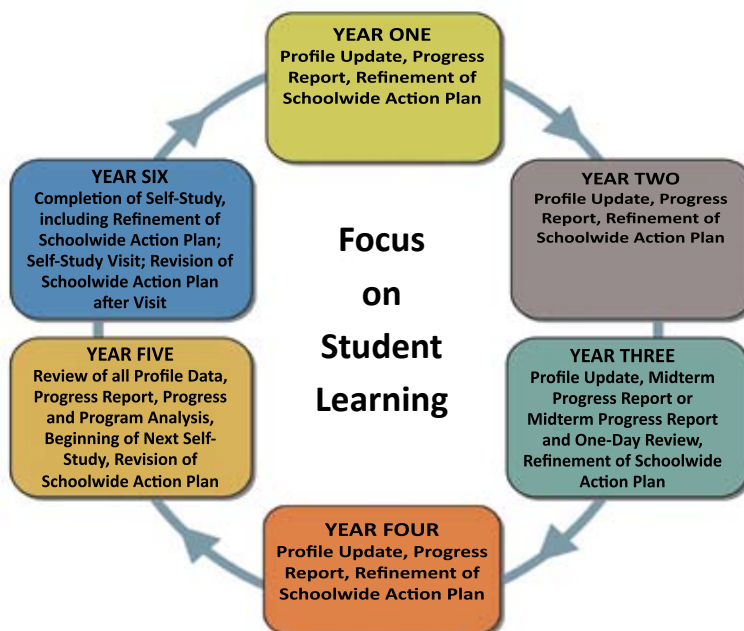 YEAR ONE
Profile Update, Progress
Report, Refinement of
Schoolwide Action Plan
YEAR TWO
Profile Update, Progress
Report, Refinement of
Schoolwide Action Plan
YEAR THREE
Profile Update, Midterm
Progress Report or
Midterm Progress Report
and One-Day Review,
Refinement of Schoolwide
Action Plan
YEAR FOUR
Profile Update, Progress
Report, Refinement of
Schoolwide Action Plan
YEAR FIVE
Review of all Profile Data,
Progress Report, Progress
and Program Analysis,
Beginning of Next Self-
Study, Revision of
Schoolwide Action Plan
YEAR SIX
Completion of Self-Study,
including Refinement of
Schoolwide Action Plan;
Self-Study Visit; Revision of
Schoolwide Action Plan
after Visit
Focus
on
Student
Learning